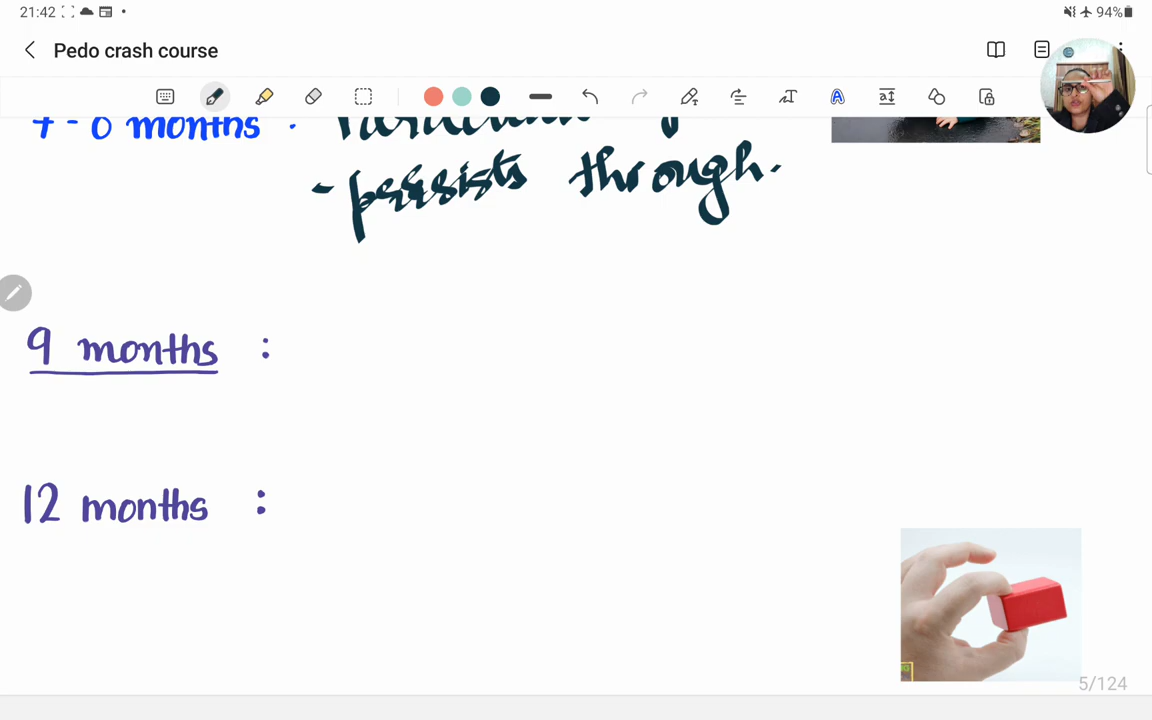 21:42
94%
Pedo crash course
months :
- persists through.
9 months :
12 months :
5/124